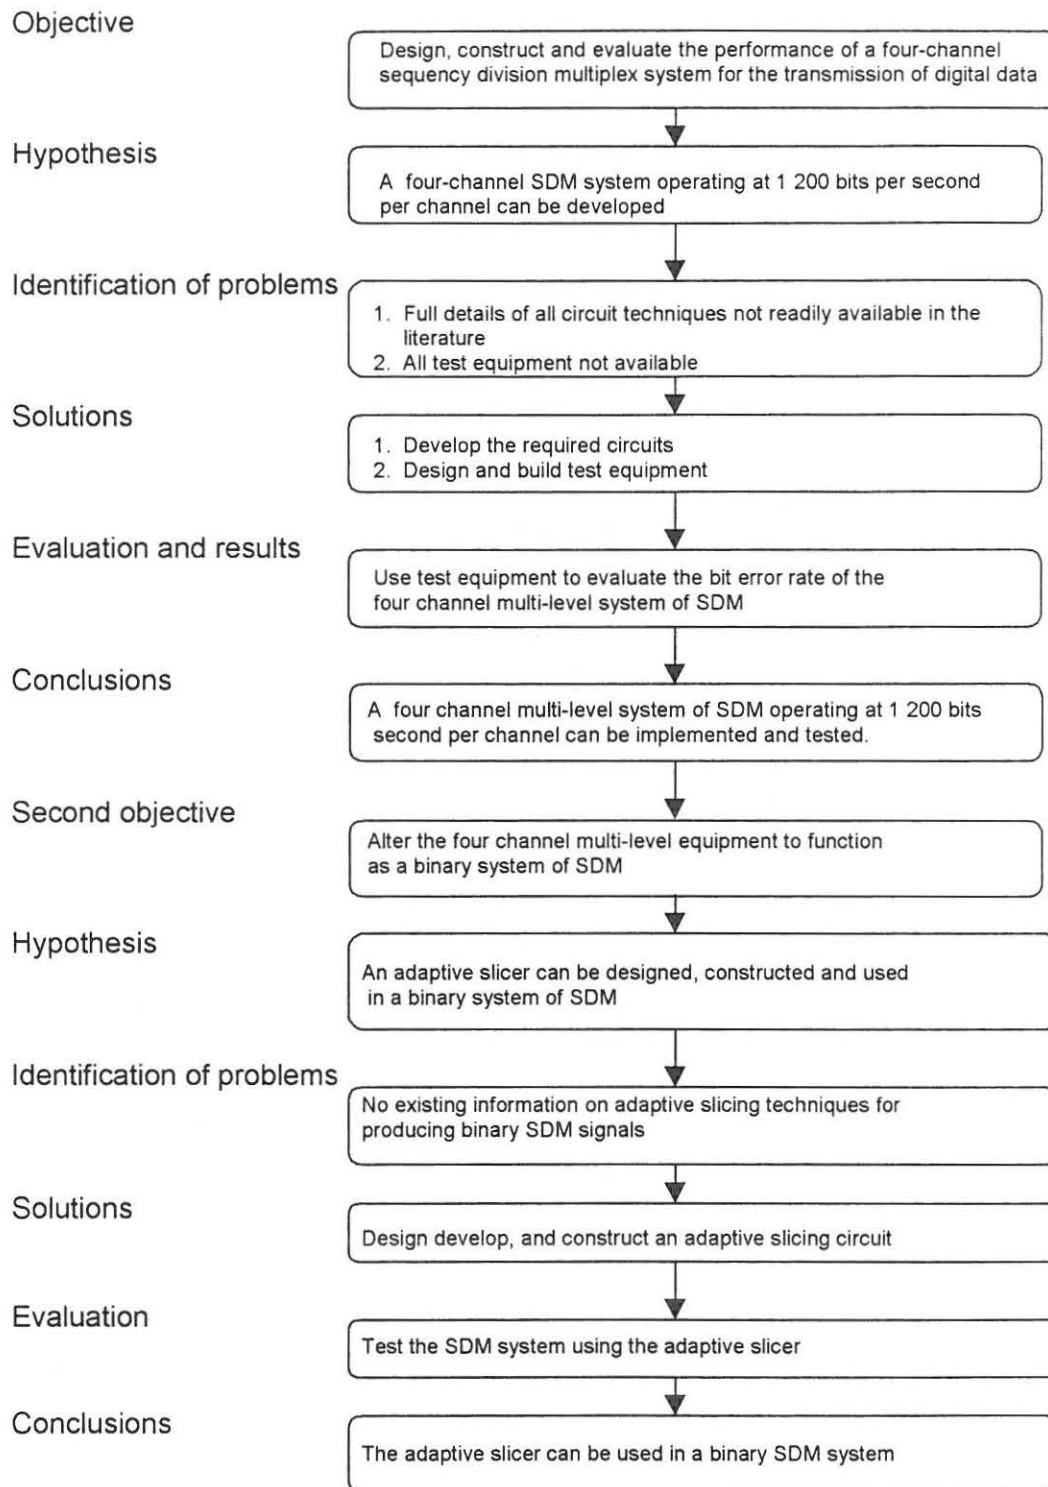 Objective
Design, construct and evaluate the performance of a four-channel
sequency division multiplex system for the transmission of digital data
Hypothesis
A four-channel SDM system operating at 1 200 bits per second
per channel can be developed
Identification of problems
1. Full details of all circuit techniques not readily available in the
literature
2. All test equipment not available
Solutions
1. Develop the required circuits
2. Design and build test equipment
Evaluation and results
Use test equipment to evaluate the bit error rate of the
four channel multi-level system of SDM
Conclusions
A four channel multi-level system of SDM operating at 1 200 bits
second per channel can be implemented and tested.
Second objective
Alter the four channel multi-level equipment to function
as a binary system of SDM
Hypothesis
An adaptive slicer can be designed, constructed and used
in a binary system of SDM
Identification of problems
No existing information on adaptive slicing techniques for
producing binary SDM signals
Solutions
Design develop, and construct an adaptive slicing circuit
Evaluation
Test the SDM system using the adaptive slicer
Conclusions
The adaptive slicer can be used in a binary SDM system